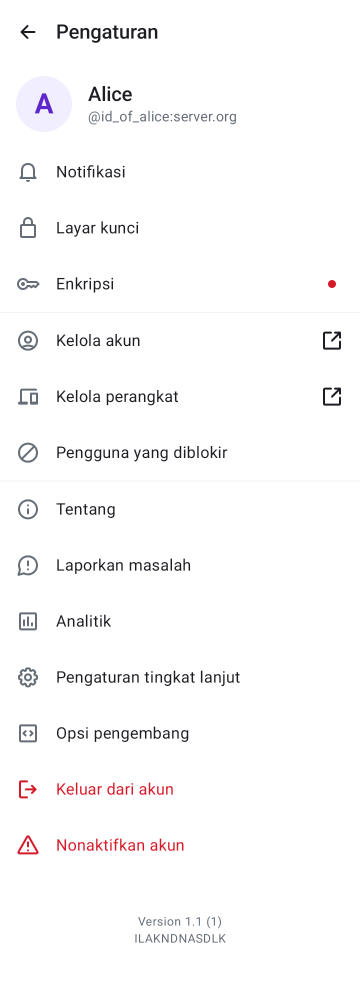 Pengaturan
A
Alice
@id_of_alice:server.org
Notifikasi
Layar kunci
Enkripsi
Kelola akun
Kelola perangkat
Pengguna yang diblokir
Tentang
Laporkan masalah
Analitik
Pengaturan tingkat lanjut
Opsi pengembang
Keluar dari akun
Nonaktifkan akun
Version 1.1 (1)
ILAKNDNASDLK